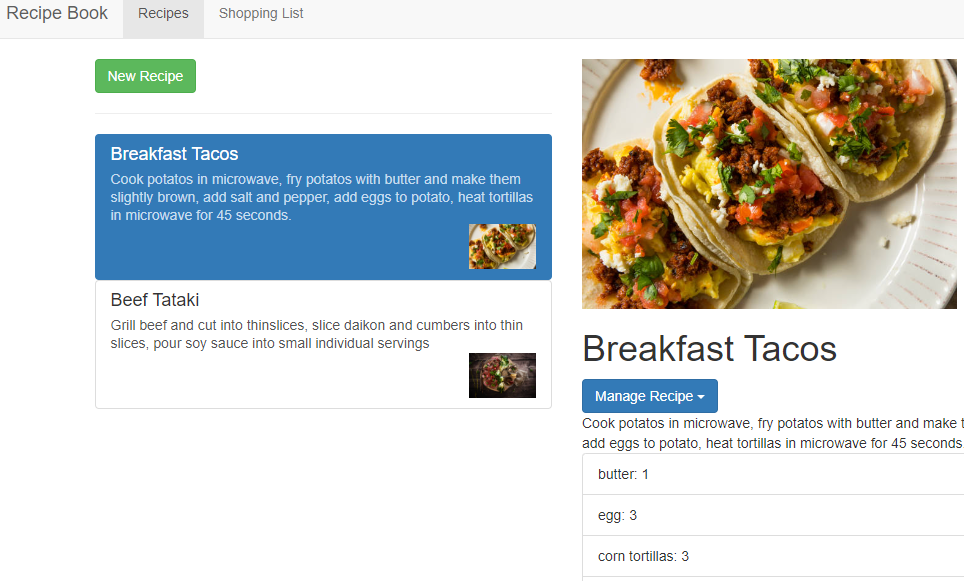 Recipe Book Recipes Shopping List
New Recipe
Breakfast Tacos
Cook potatos in microwave, fry potatos with butter and make them
slightly brown, add salt and pepper, add eggs to potato, heat tortillas
in microwave for 45 seconds.
Beef Tataki
Grill beef and cut into thinslices, slice daikon and cumbers into thin
slices, pour soy sauce into small individual servings
Breakfast Tacos
Manage Recipe
Cook potatos in microwave, fry potatos with butter and make
add eggs to potato, heat tortillas in microwave for 45 seconds
butter: 1
egg: 3
corn tortillas: 3